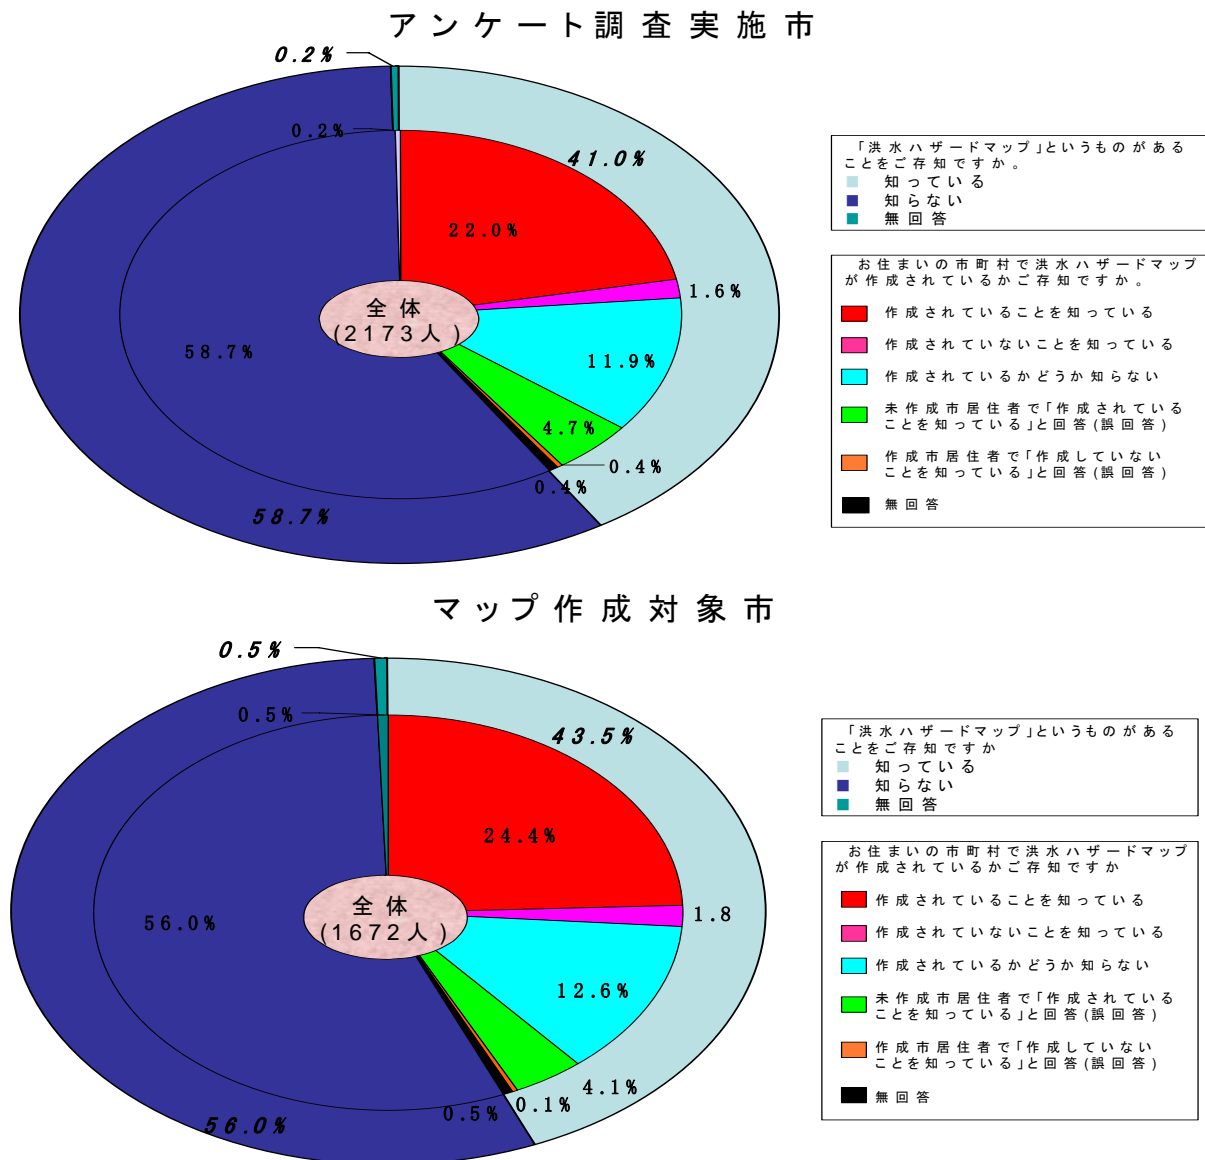 アンケート調査実施市
0.2%
0.2%
41.0%
22.0%
1.6%
全体
(2173人)
58.7%
11.9%
4.7%
0.4%
0.4%
58.7%
「洪水ハザードマップ」というものがある
ことをご存知ですか。
知っている
知らない
無回答
お住まいの市町村で洪水ハザードマップ
が作成されているかご存知ですか。
作成されていることを知っている
作成されていないことを知っている
作成されているかどうか知らない
未作成市居住者で「作成されている
ことを知っている」と回答(誤回答)
作成市居住者で「作成していない
ことを知っている」と回答(誤回答)
無回答
マップ作成対象市
0.5%
0.5%
43.5%
24.4%
全体
(1672人)
56.0%
1.8
12.6%
4.1%
0.1%
0.5%
56.0%
「洪水ハザードマップ」というものがある
ことをご存知ですか
知っている
知らない
無回答
お住まいの市町村で洪水ハザードマップ
が作成されているかご存知ですか
作成されていることを知っている
作成されていないことを知っている
作成されているかどうか知らない
未作成市居住者で「作成されている
ことを知っている」と回答(誤回答)
作成市居住者で「作成していない
ことを知っている」と回答(誤回答)
無回答